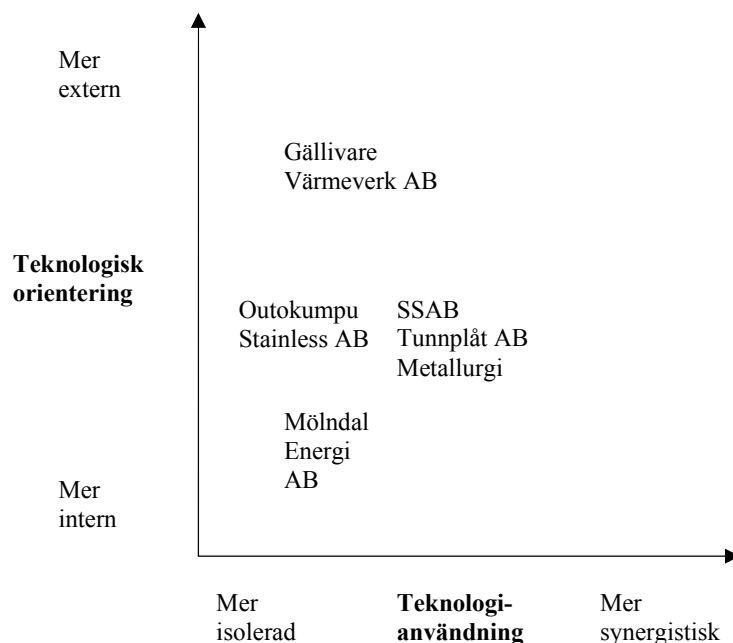 Mer
extern
Gällivare
Värmeverk AB
Teknologisk
orientering
Outokumpu
Stainless AB
SSAB
Tunnplåt AB
Metallurgi
Mölndal
Energi
AB
Mer
intern
Mer
isolerad
Teknologi-
användning
Mer
synergistisk